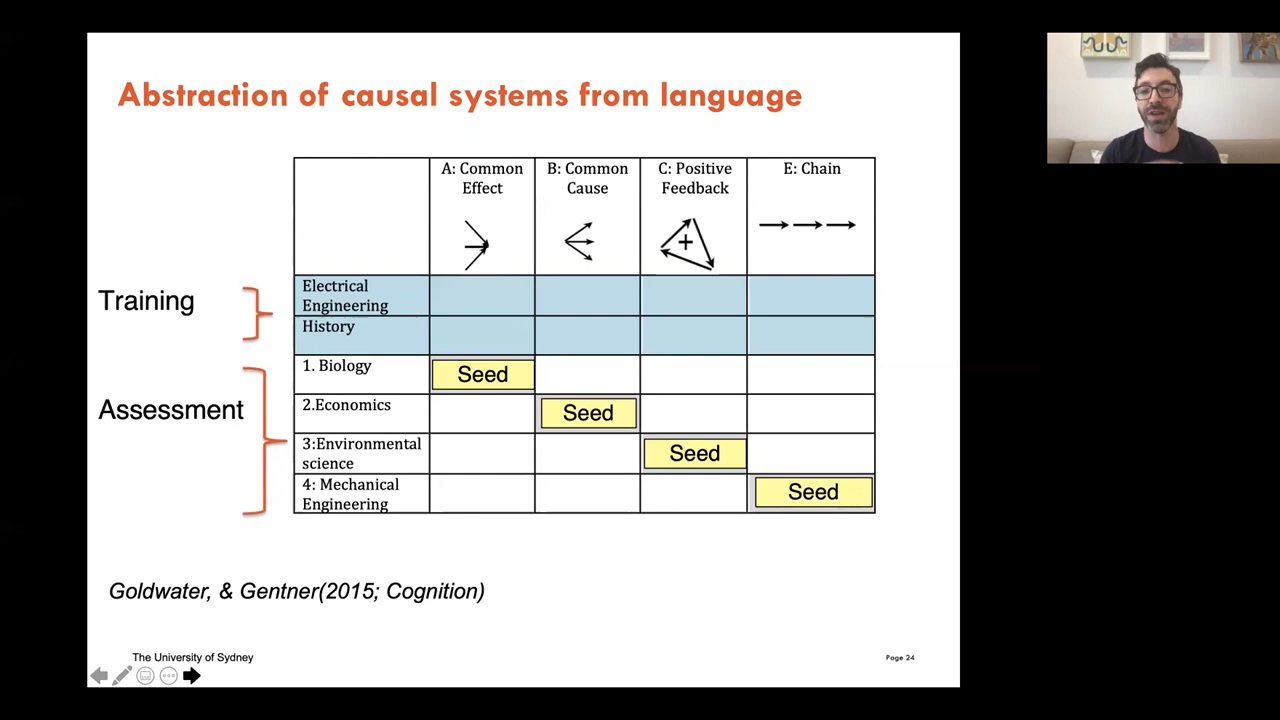 Abstraction of causal systems from language
A: Common
Effect
B: Common
Cause
C: Positive
Feedback
E: Chain
+
Training
Electrical
Engineering
History
Assessment
1. Biology
Seed
2.Economics
Seed
3:Environmental
science
Seed
4: Mechanical
Engineering
Seed
Goldwater, & Gentner(2015; Cognition)
The University of Sydney
Page 24